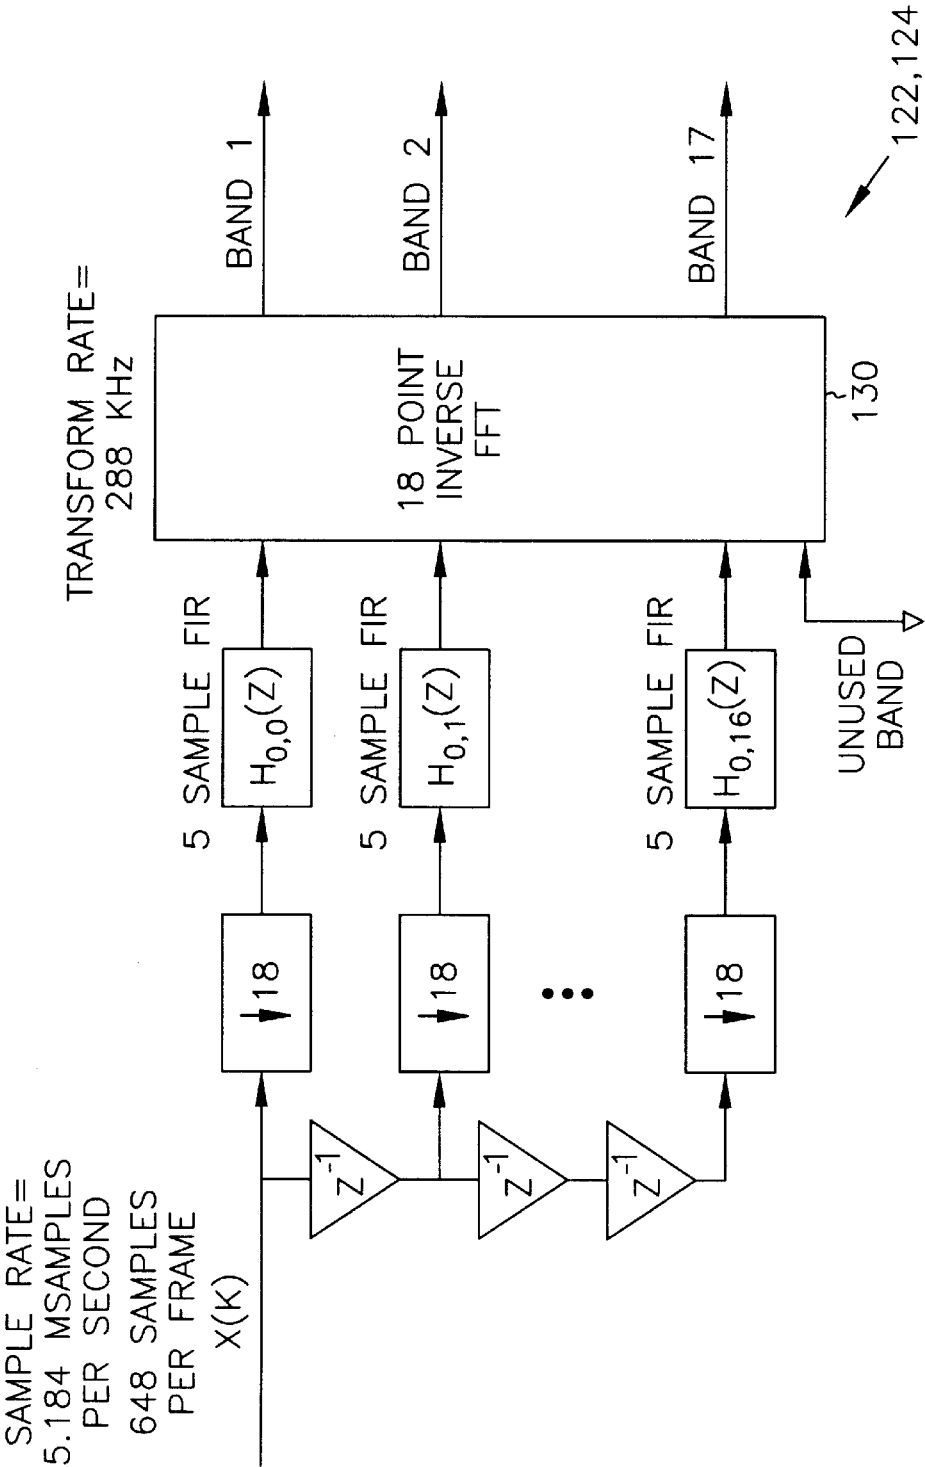 SAMPLE RATE=
5.184 MSAMPLES
PER SECOND
648 SAMPLES
PER FRAME
X(K)
Z-1
Z-1
Z-1
18
18
18
5 SAMPLE FIR
H0,0(Z)
5 SAMPLE FIR
H0,1(Z)
5 SAMPLE FIR
H0,16(Z)
UNUSED
BAND
TRANSFORM RATE=
288 KHz
18 POINT
INVERSE
FFT
130
BAND 1
BAND 2
BAND 17
122,124